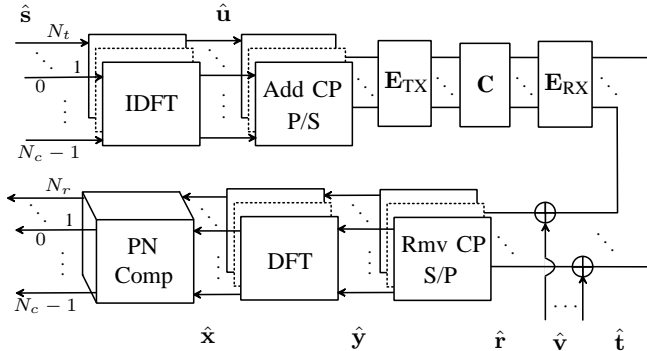 ŝ
û
N_t
1
0
N_c − 1
IDFT
Add CP
P/S
E_TX
C
E_RX
N_r
1
0
N_c − 1
PN
Comp
DFT
Rmv CP
S/P
x̂
ŷ
r̂
v̂
t̂